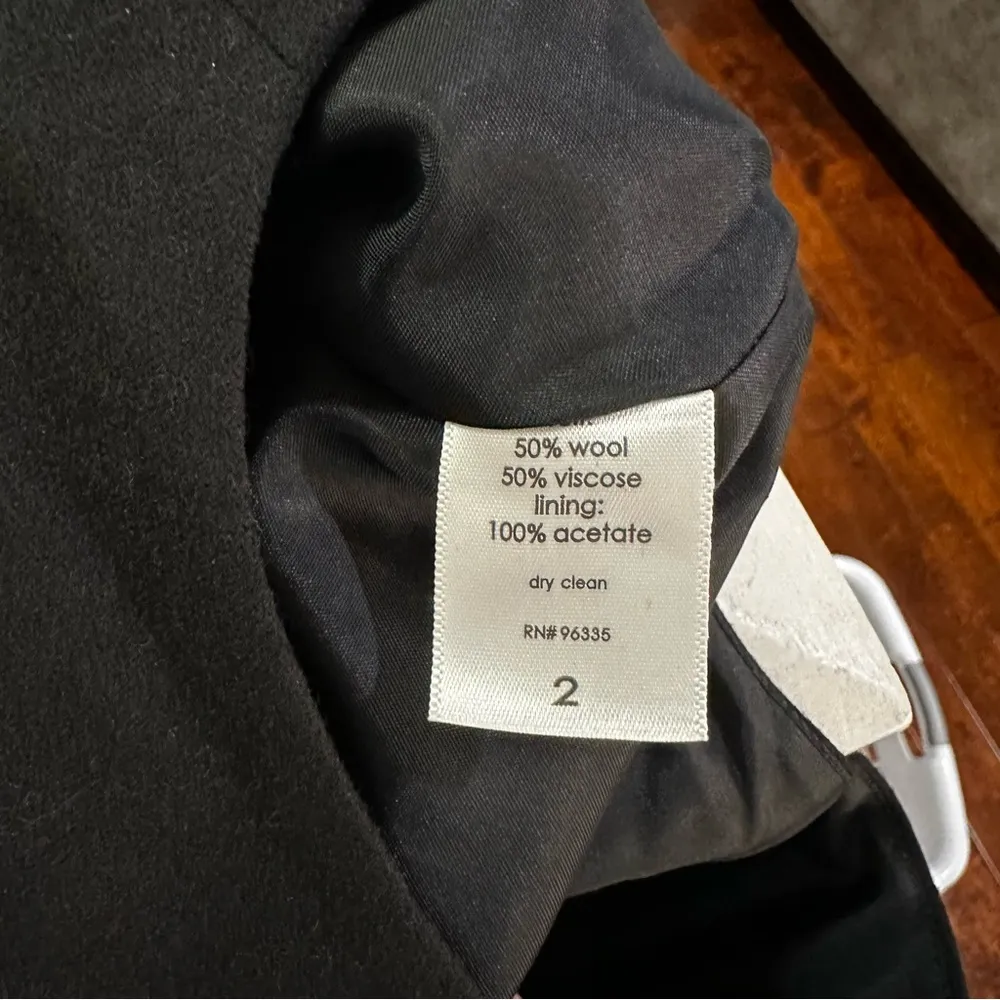 50% wool
50% viscose
lining:
100% acetate
dry clean
RN# 96335
2